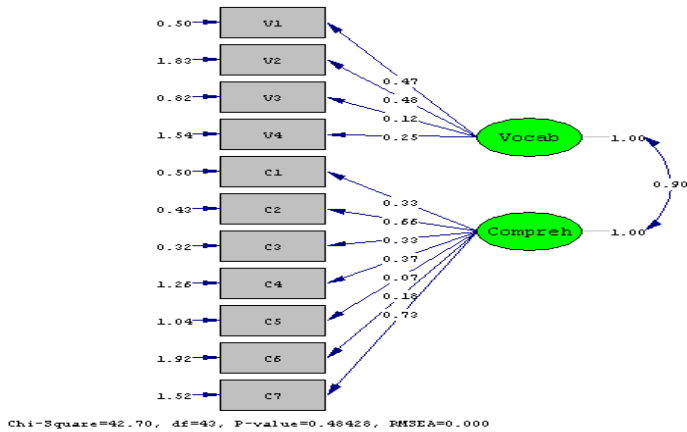 0.50 V1
1.83 V2
0.82 V3
1.54 V4
0.50 C1
0.43 C2
0.32 C3
1.26 C4
1.04 C5
1.92 C6
1.52 C7
0.47
0.48
0.12
0.25
0.33
0.66
0.33
0.37
0.07
0.18
0.73
Vocab 1.00
0.90
Compreh 1.00
Chi-Square=42.70, df=43, P-value=0.48428, RMSEA=0.000